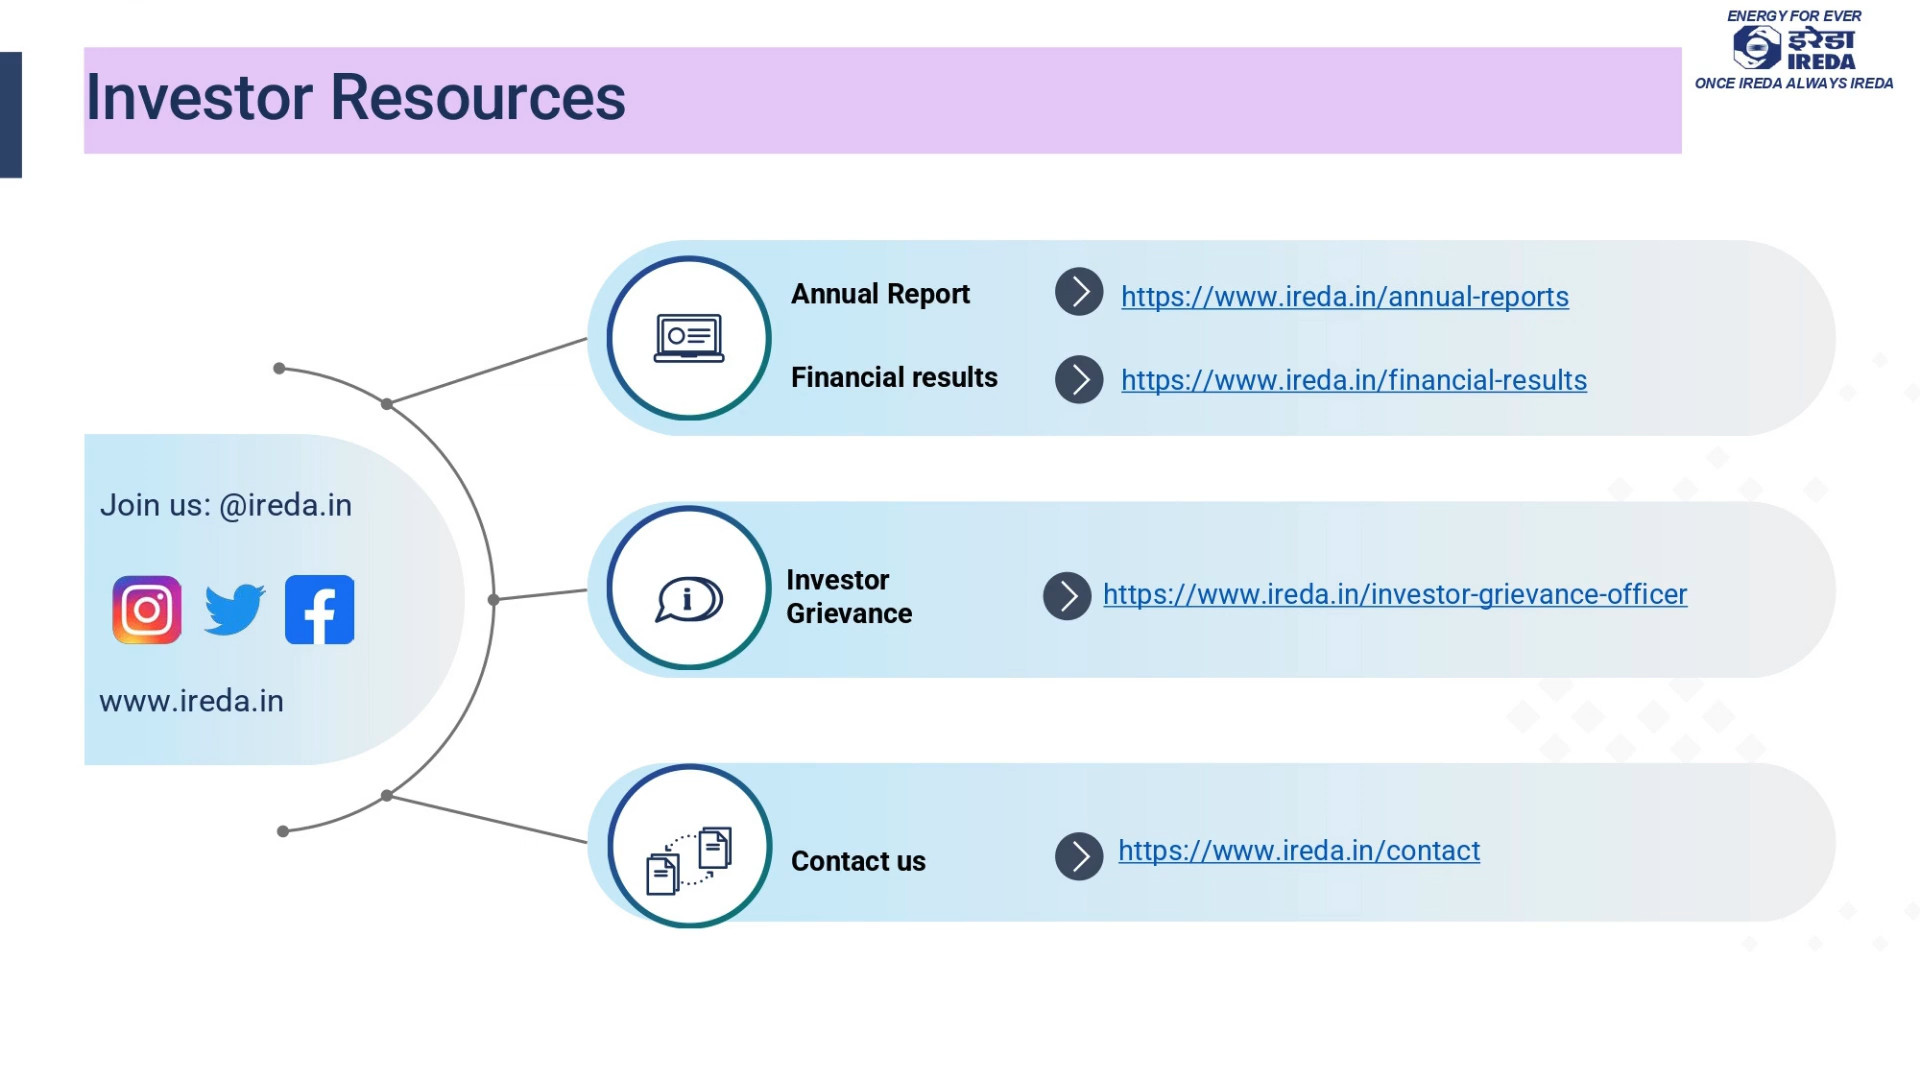 ENERGY FOR EVER
इरेडा
IREDA
ONCE IREDA ALWAYS IREDA
Investor Resources
Annual Report
https://www.ireda.in/annual-reports
Financial results
https://www.ireda.in/financial-results
Join us: @ireda.in
www.ireda.in
Investor
Grievance
https://www.ireda.in/investor-grievance-officer
Contact us
https://www.ireda.in/contact